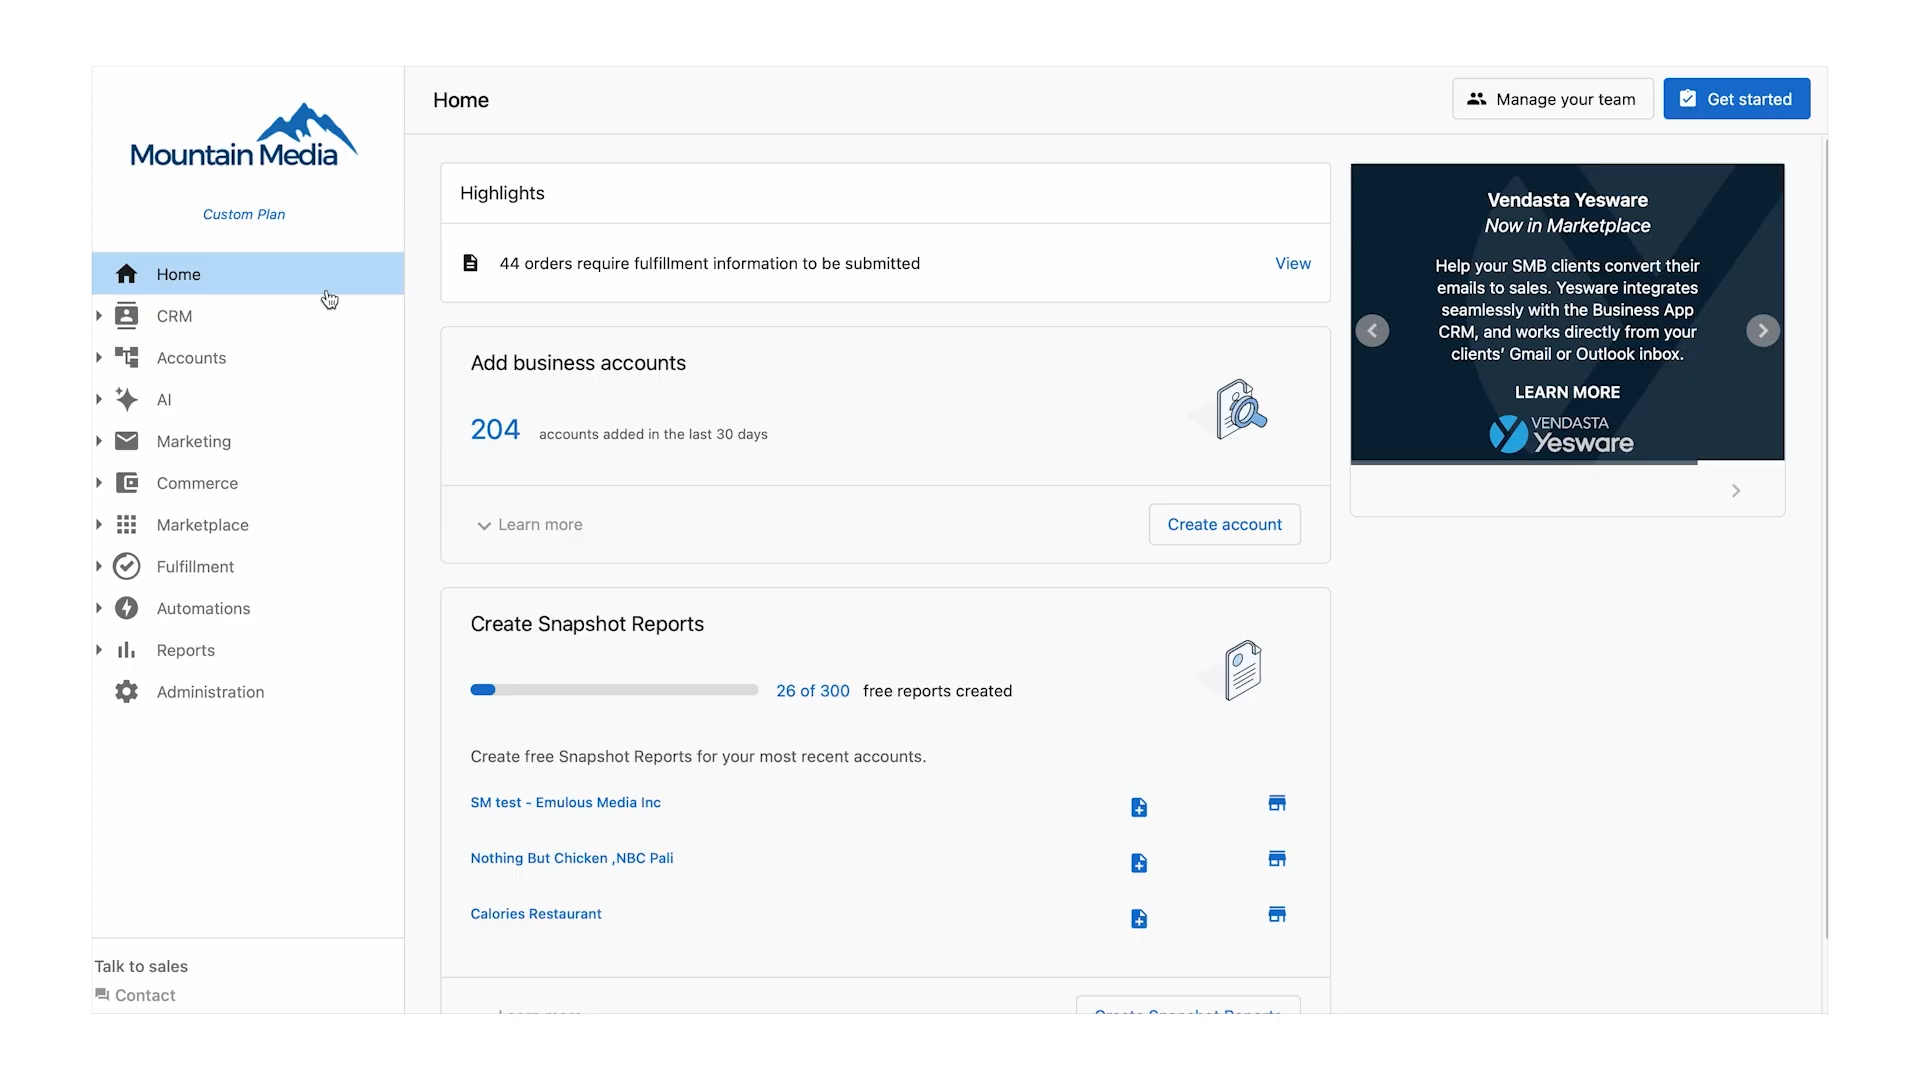 Mountain Media
Custom Plan
Home
CRM
Accounts
AI
Marketing
Commerce
Marketplace
Fulfillment
Automations
Reports
Administration
Talk to sales
Contact
Home
Manage your team
Get started
Highlights
44 orders require fulfillment information to be submitted
View
Add business accounts
204 accounts added in the last 30 days
Learn more
Create account
Create Snapshot Reports
26 of 300 free reports created
Create free Snapshot Reports for your most recent accounts.
SM test - Emulous Media Inc
Nothing But Chicken ,NBC Pali
Calories Restaurant
Learn more
Create Snapshot Reports
Vendasta Yesware
Now in Marketplace
Help your SMB clients convert their
emails to sales. Yesware integrates
seamlessly with the Business App
CRM, and works directly from your
clients’ Gmail or Outlook inbox.
LEARN MORE
VENDASTA
Yesware